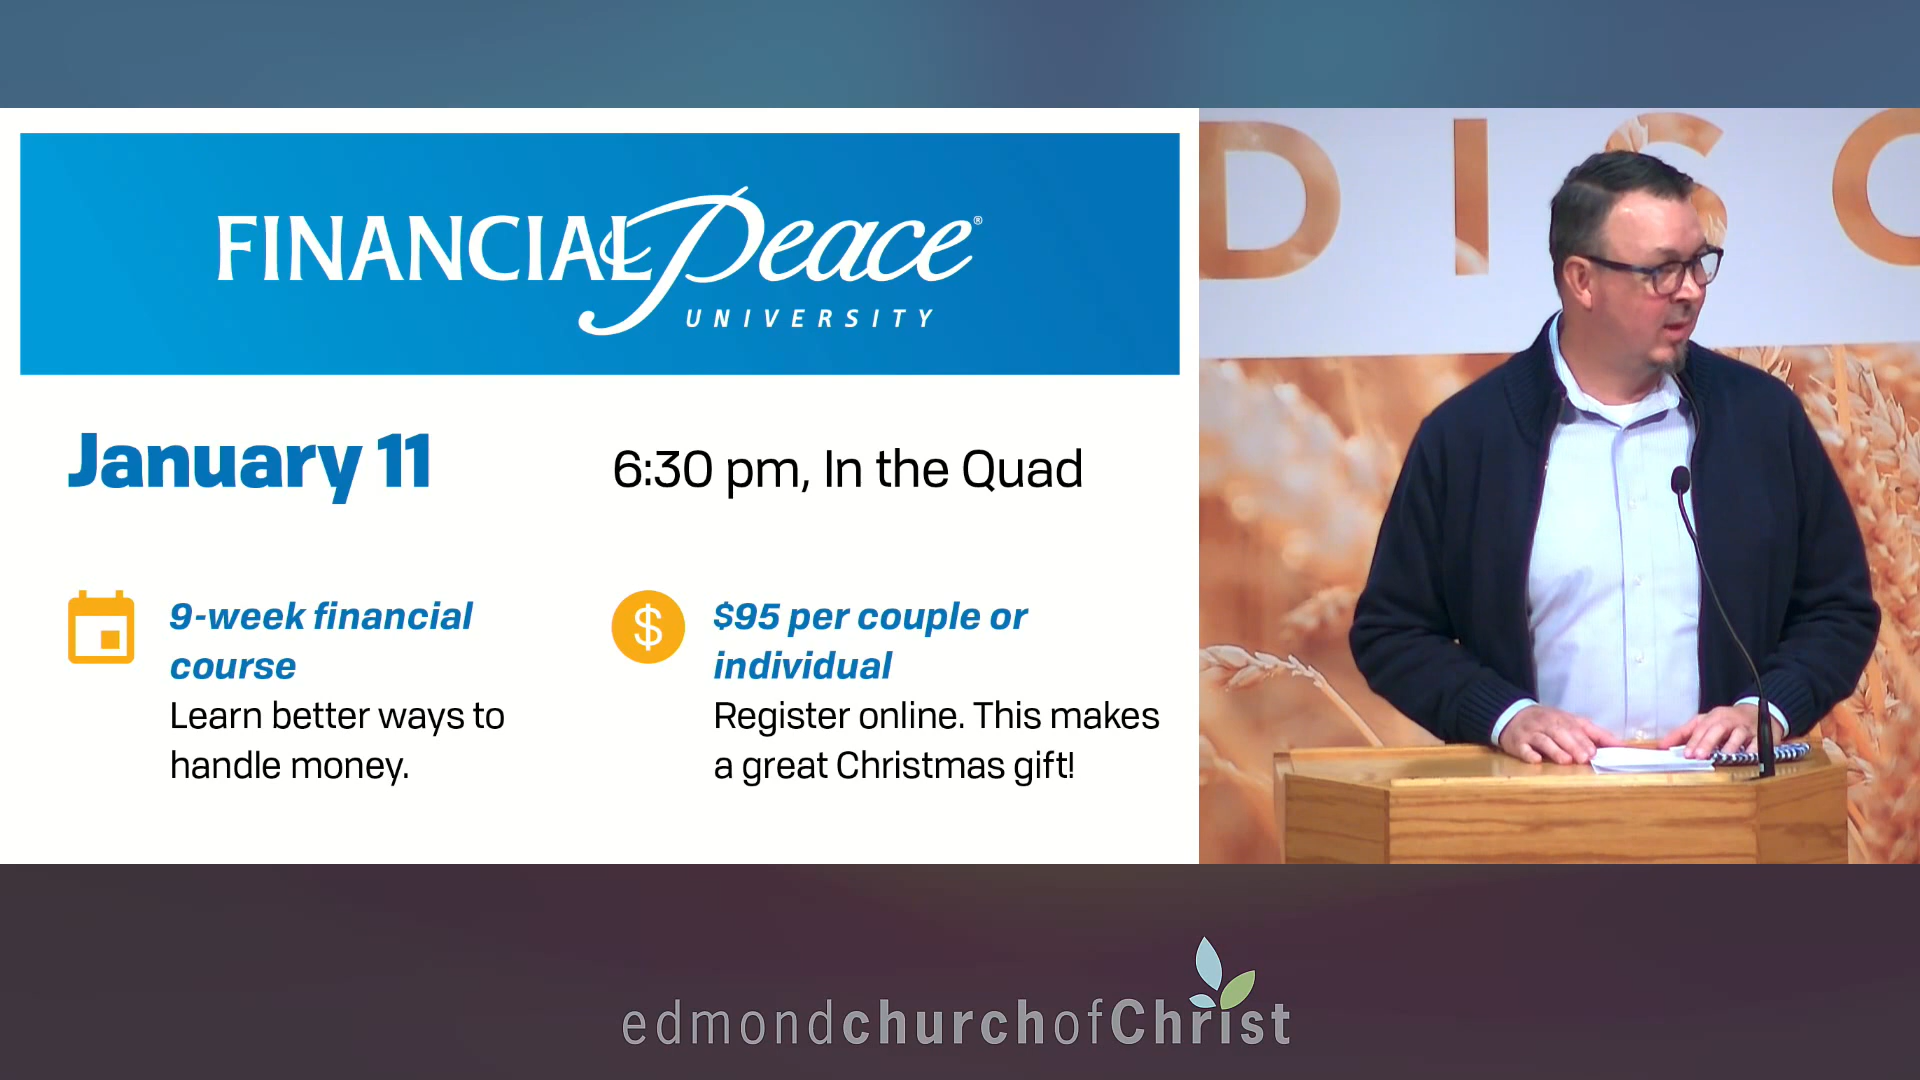 FINANCIAL Peace®
UNIVERSITY
January 11
6:30 pm, In the Quad
9-week financial
course
Learn better ways to
handle money.
$95 per couple or
individual
Register online. This makes
a great Christmas gift!
DISC
edmondchurchofChrist